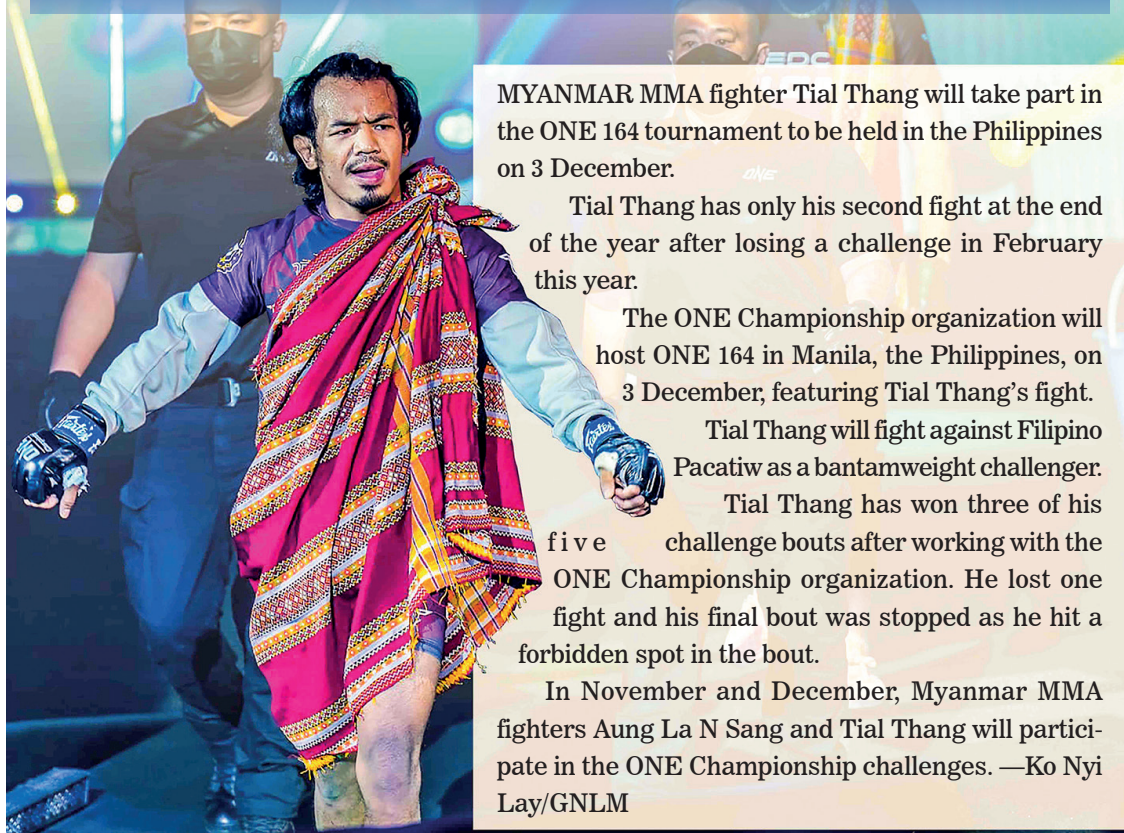 MYANMAR MMA fighter Tial Thang will take part in
the ONE 164 tournament to be held in the Philippines
on 3 December.
Tial Thang has only his second fight at the end
of the year after losing a challenge in February
this year.
The ONE Championship organization will
host ONE 164 in Manila, the Philippines, on
3 December, featuring Tial Thang’s fight.
Tial Thang will fight against Filipino
Pacatiw as a bantamweight challenger.
Tial Thang has won three of his
five challenge bouts after working with the
ONE Championship organization. He lost one
fight and his final bout was stopped as he hit a
forbidden spot in the bout.
In November and December, Myanmar MMA
fighters Aung La N Sang and Tial Thang will partici-
pate in the ONE Championship challenges. —Ko Nyi
Lay/GNLM
Fairtex
Fairtex
ONE
ONE